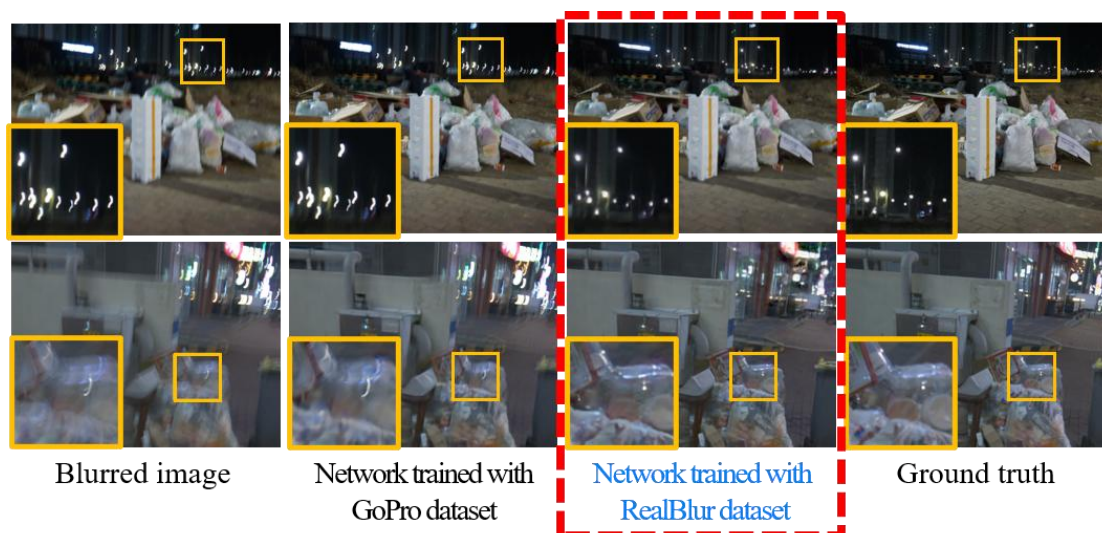 Blurred image
Network trained with
GoPro dataset
Network trained with
RealBlur dataset
Ground truth